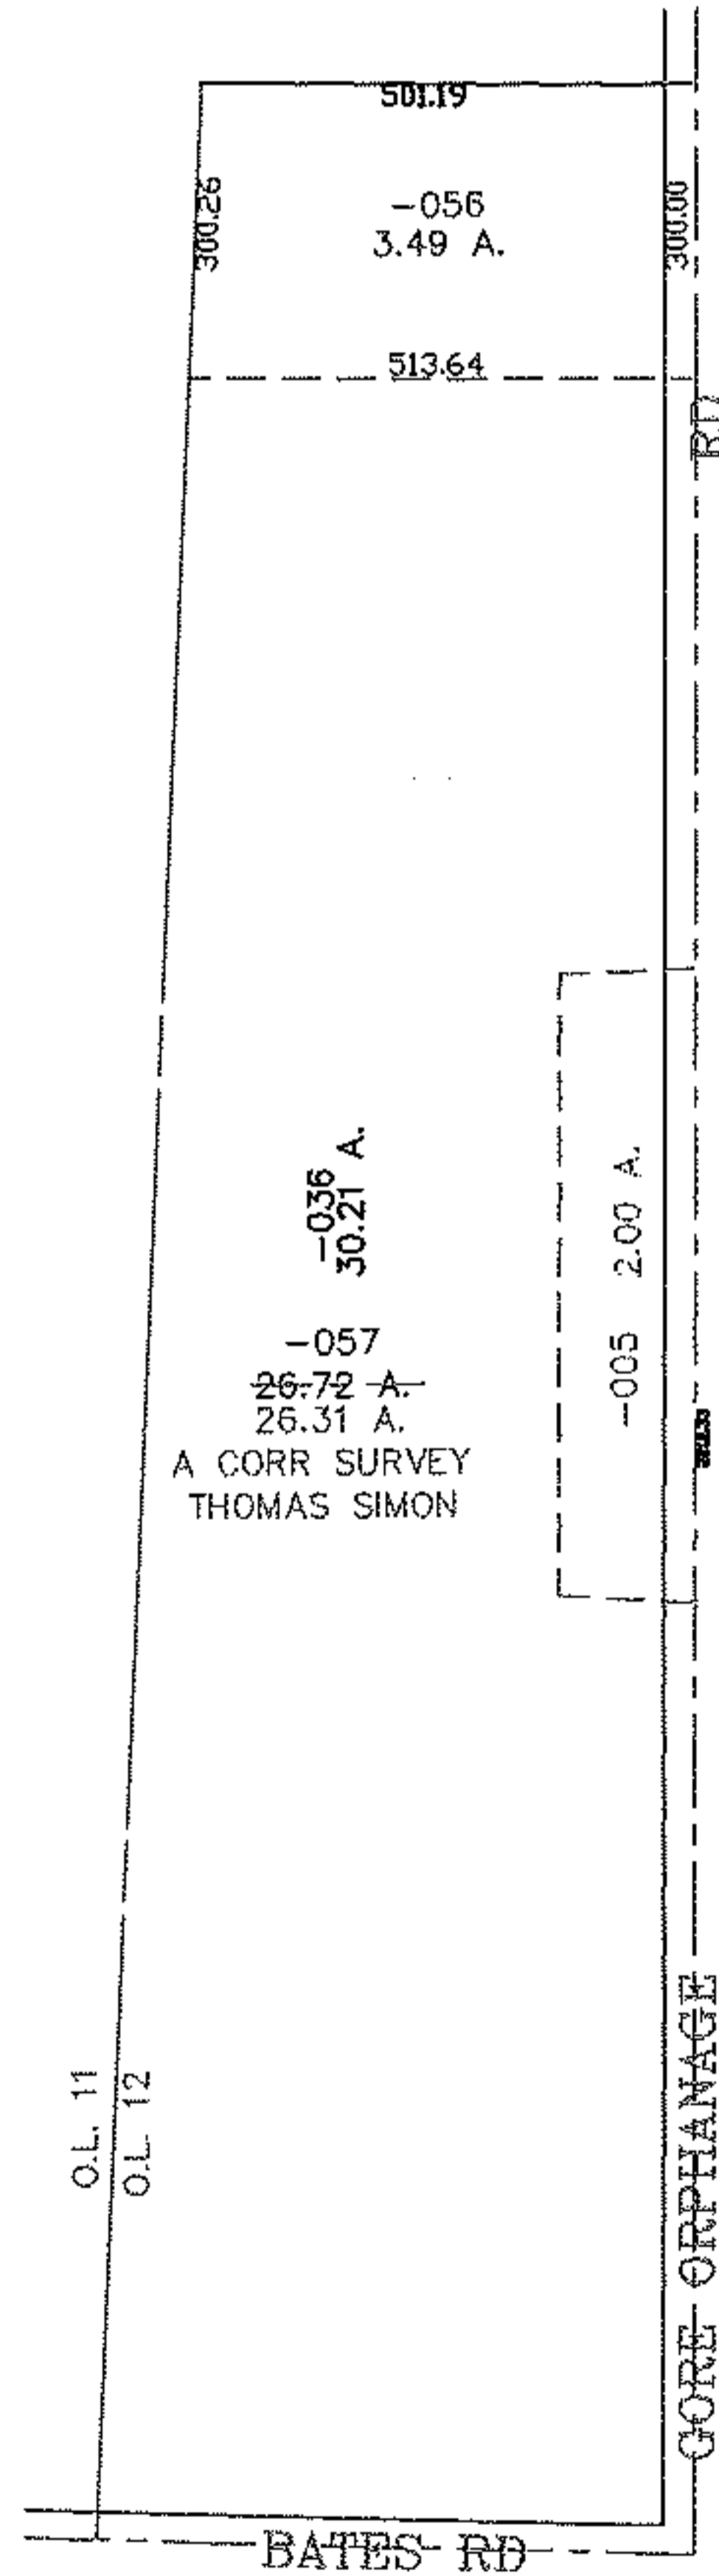 501.19
300.26
-056
3.49 A.
300.00
513.64
RD
-036
30.21 A.
-005 2.00 A.
-057
26.72 A.
26.31 A.
A CORR SURVEY
THOMAS SIMON
O.L. 11
O.L. 12
GORE ORPHANAGE
BATES RD